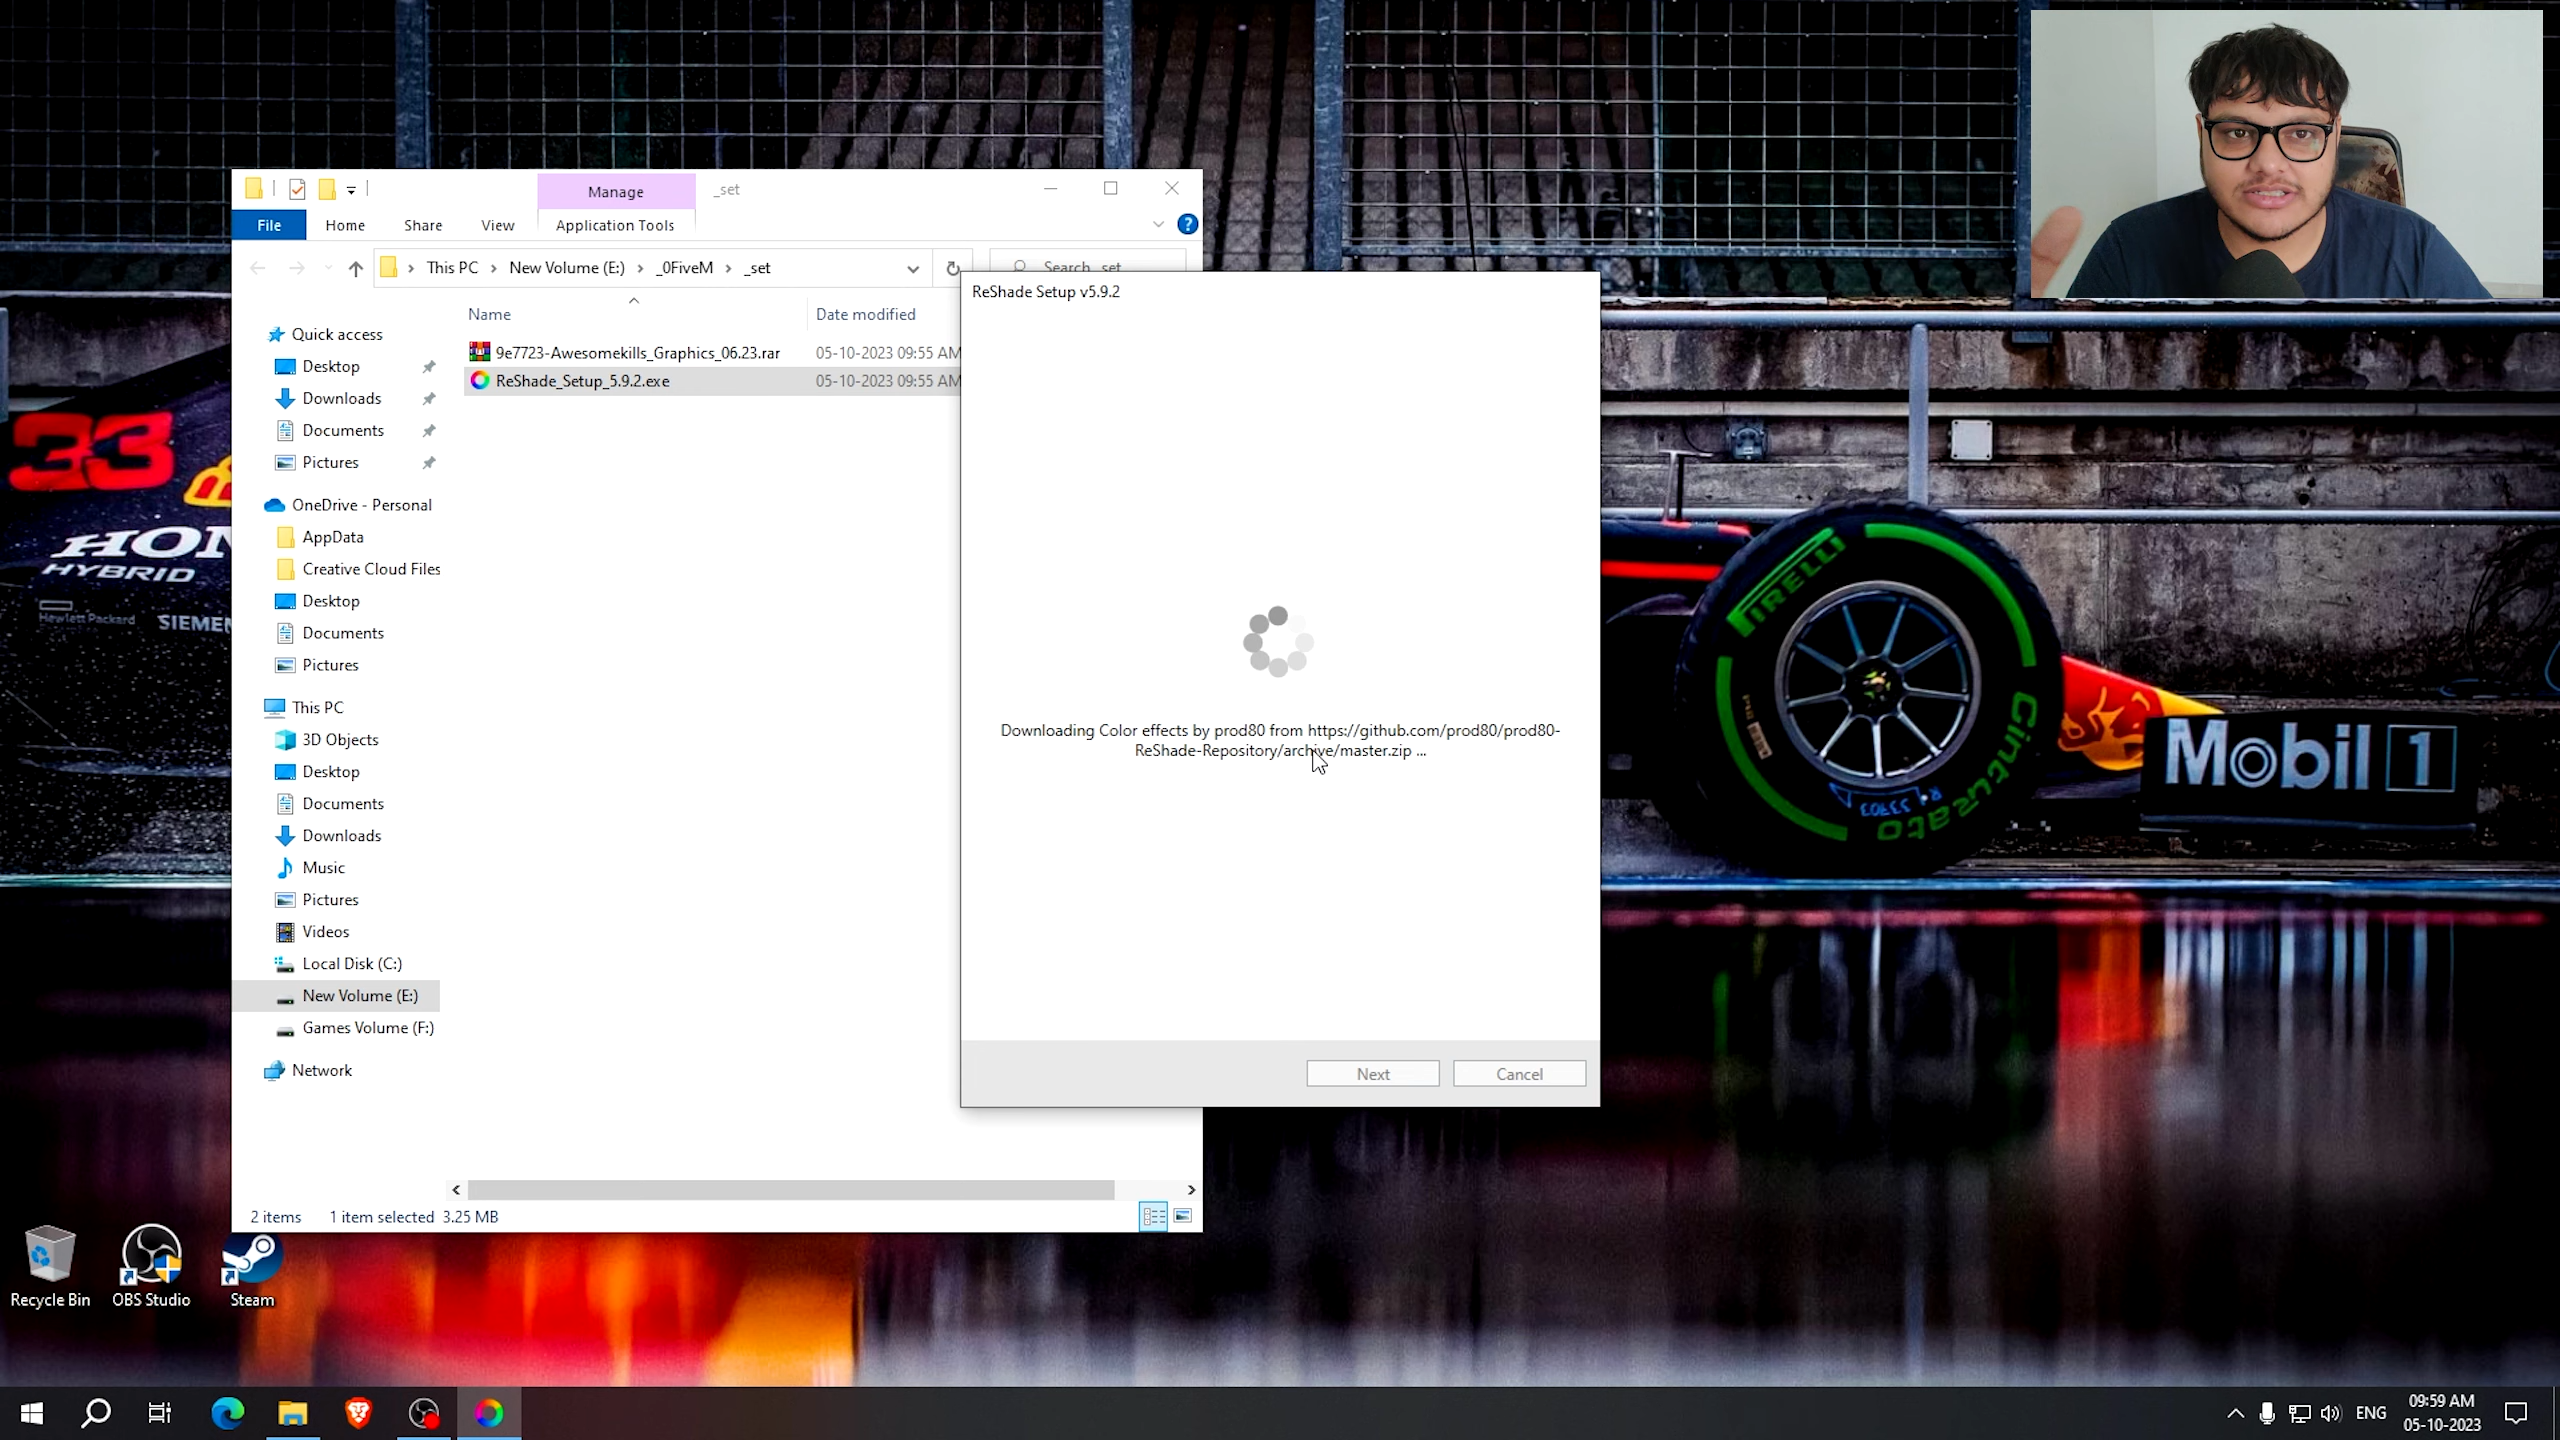 Manage
_set
File
Home
Share
View
Application Tools
This PC
New Volume (E:)
_0FiveM
_set
Search _set
Name
Date modified
9e7723-Awesomekills_Graphics_06.23.rar
05-10-2023 09:55 AM
ReShade_Setup_5.9.2.exe
05-10-2023 09:55 AM
Quick access
Desktop
Downloads
Documents
Pictures
OneDrive - Personal
AppData
Creative Cloud Files
Desktop
Documents
Pictures
This PC
3D Objects
Desktop
Documents
Downloads
Music
Pictures
Videos
Local Disk (C:)
New Volume (E:)
Games Volume (F:)
Network
2 items
1 item selected 3.25 MB
ReShade Setup v5.9.2
Downloading Color effects by prod80 from https://github.com/prod80/prod80-
ReShade-Repository/archive/master.zip ...
Next
Cancel
33
HON
HYBRID
Hewlett Packard
SIEMEN
PIRELLI
Cinturato
Mobil 1
Recycle Bin
OBS Studio
Steam
ENG
09:59 AM
05-10-2023